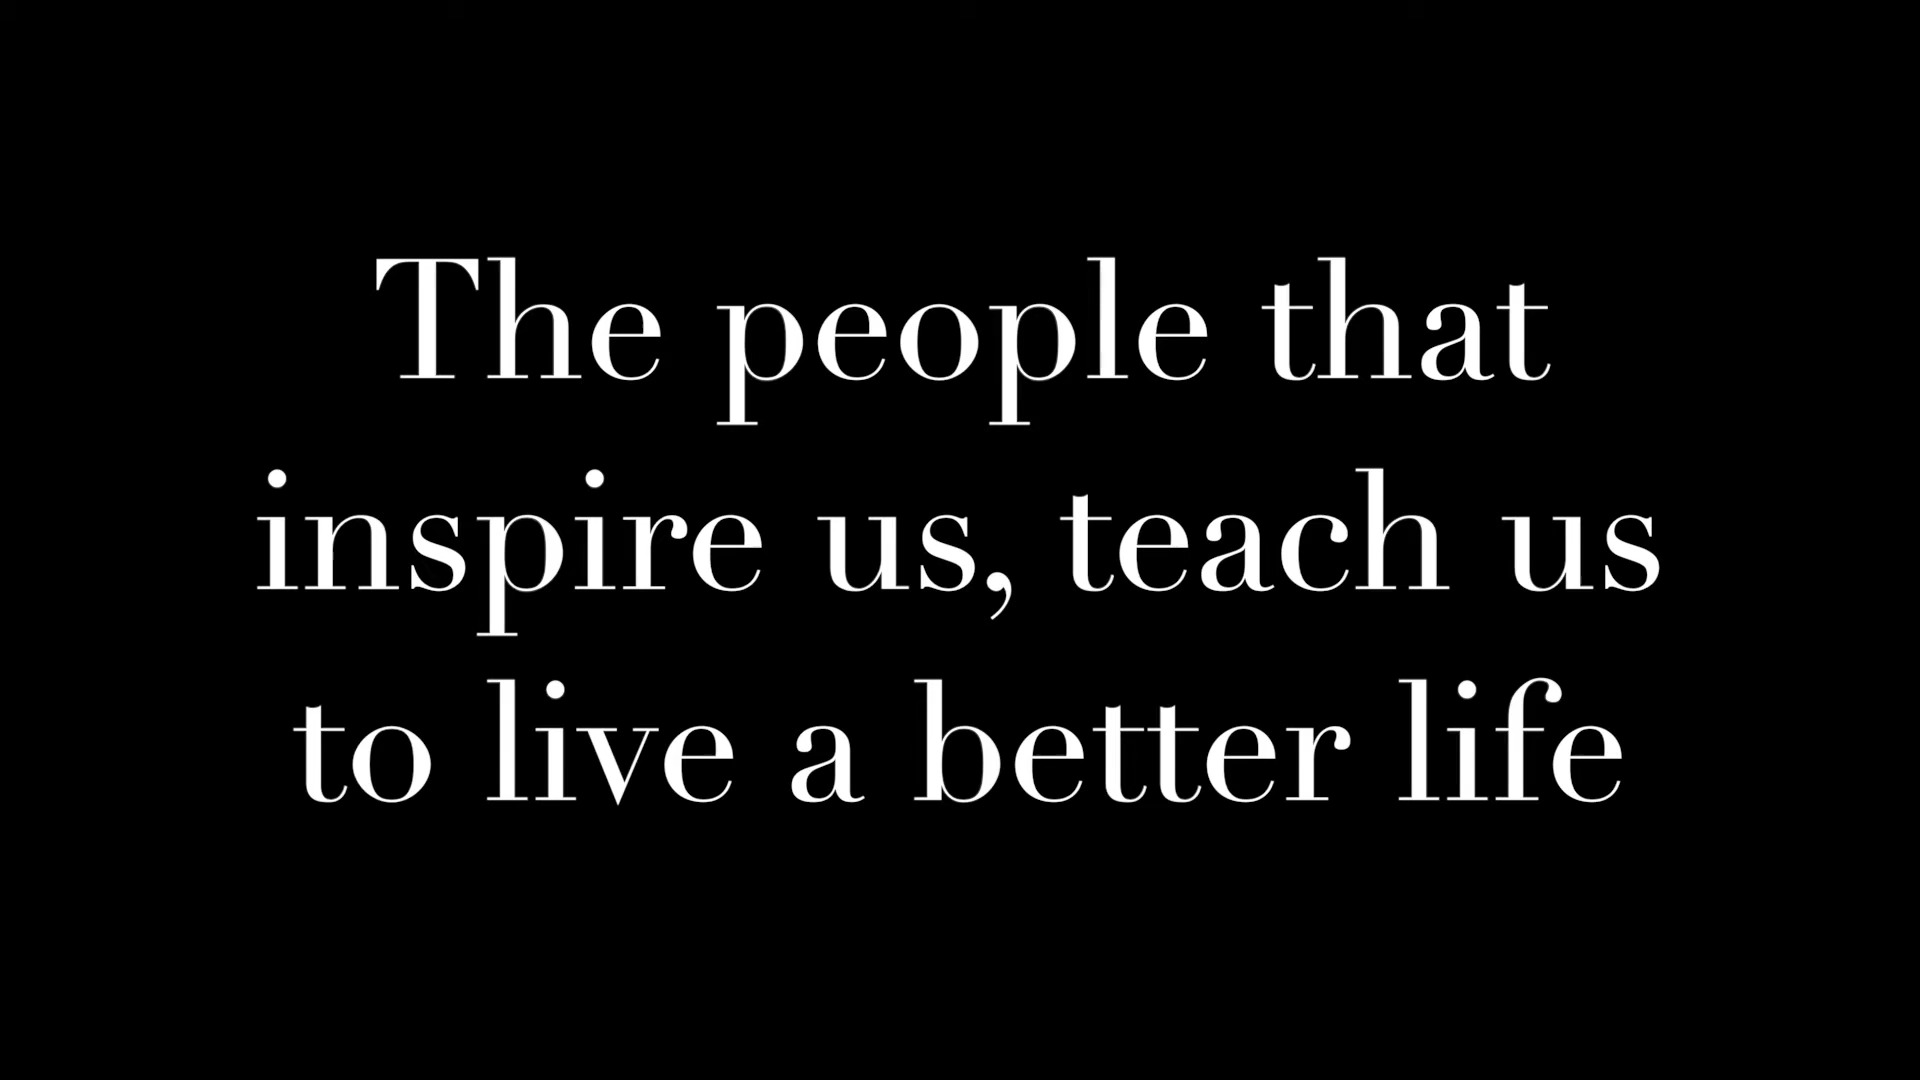 The people that
inspire us, teach us
to live a better life